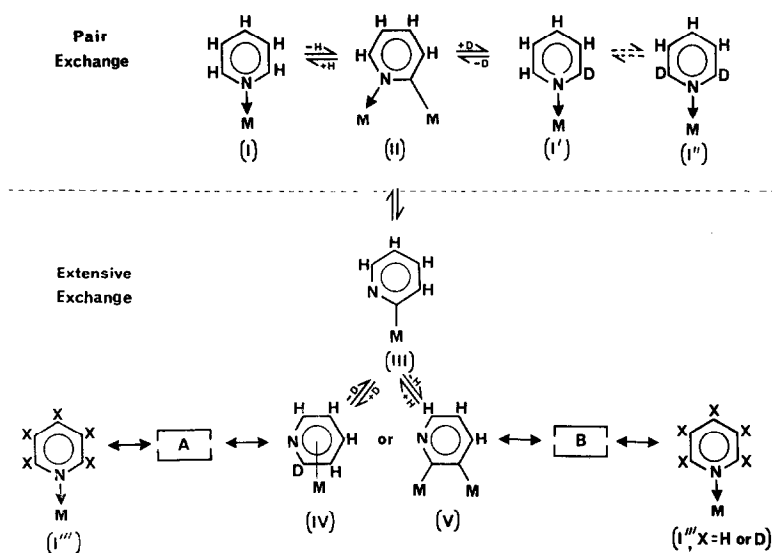 Pair
Exchange
H H H H H N M (I)
-H +H
H H H H N M M (II)
+D -D
H H H H D N M (I')
H H H D D N M (I'')
Extensive
Exchange
H H H H N M (III)
-D +D
-H +H
X X X X X N M (I''')
A
H H H H N D M (IV)
or
H H H N M M (V)
B
X X X X X N M (I''', X = H or D)